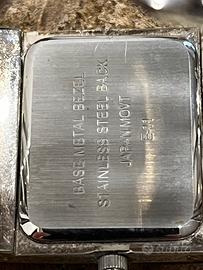 BASE METAL BEZEL
STAINLESS STEEL BACK
JAPAN MOVT